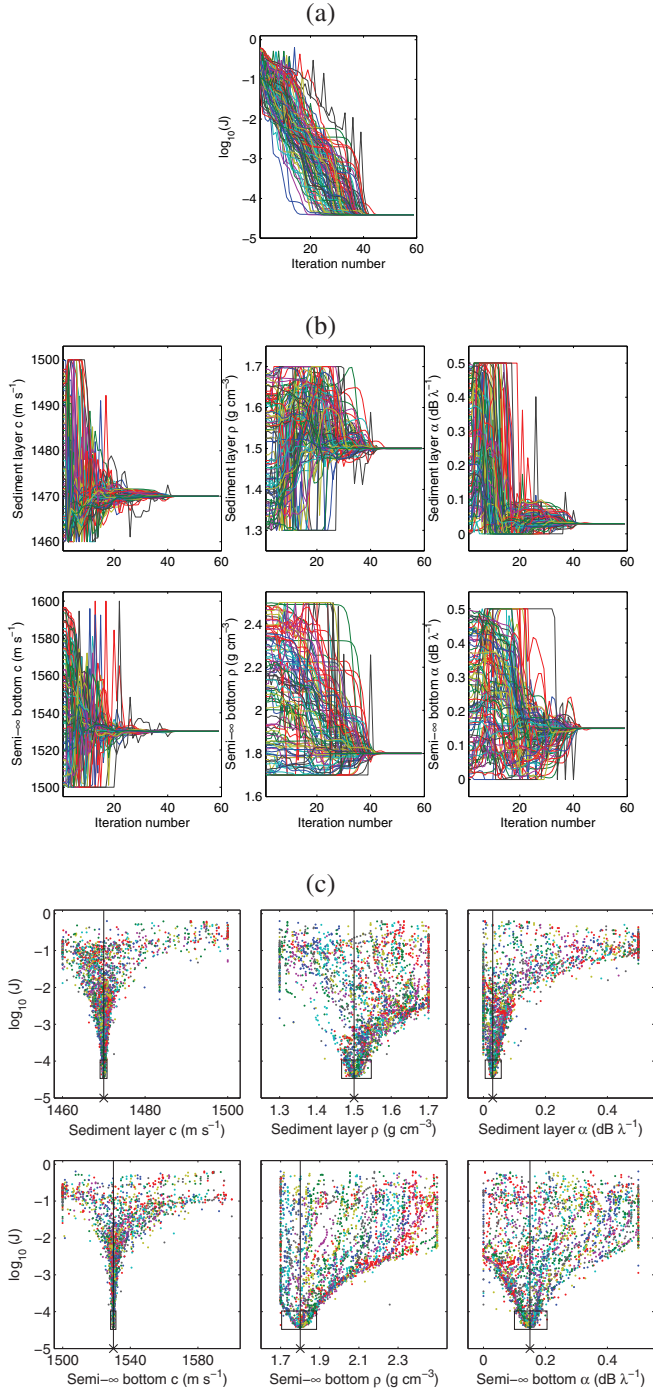 (a)
0
−1
−2
−3
−4
−5
log10(J)
20 40 60
Iteration number
(b)
1500
1490
1480
1470
1460
Sediment layer c (m s−1)
20 40 60
1.7
1.6
1.5
1.4
1.3
Sediment layer ρ (g cm−3)
20 40 60
0.5
0.4
0.3
0.2
0.1
0
Sediment layer α (dB λ−1)
20 40 60
1600
1580
1560
1540
1520
1500
Semi−∞ bottom c (m s−1)
20 40 60
Iteration number
2.4
2.2
2
1.8
1.6
Semi−∞ bottom ρ (g cm−3)
20 40 60
Iteration number
0.5
0.4
0.3
0.2
0.1
0
Semi−∞ bottom α (dB λ−1)
20 40 60
Iteration number
(c)
0
−1
−2
−3
−4
−5
log10 (J)
1460 1480 1500
Sediment layer c (m s−1)
1.3 1.4 1.5 1.6 1.7
Sediment layer ρ (g cm−3)
0 0.2 0.4
Sediment layer α (dB λ−1)
0
−1
−2
−3
−4
−5
log10 (J)
1500 1540 1580
Semi−∞ bottom c (m s−1)
1.7 1.9 2.1 2.3
Semi−∞ bottom ρ (g cm−3)
0 0.2 0.4
Semi−∞ bottom α (dB λ−1)